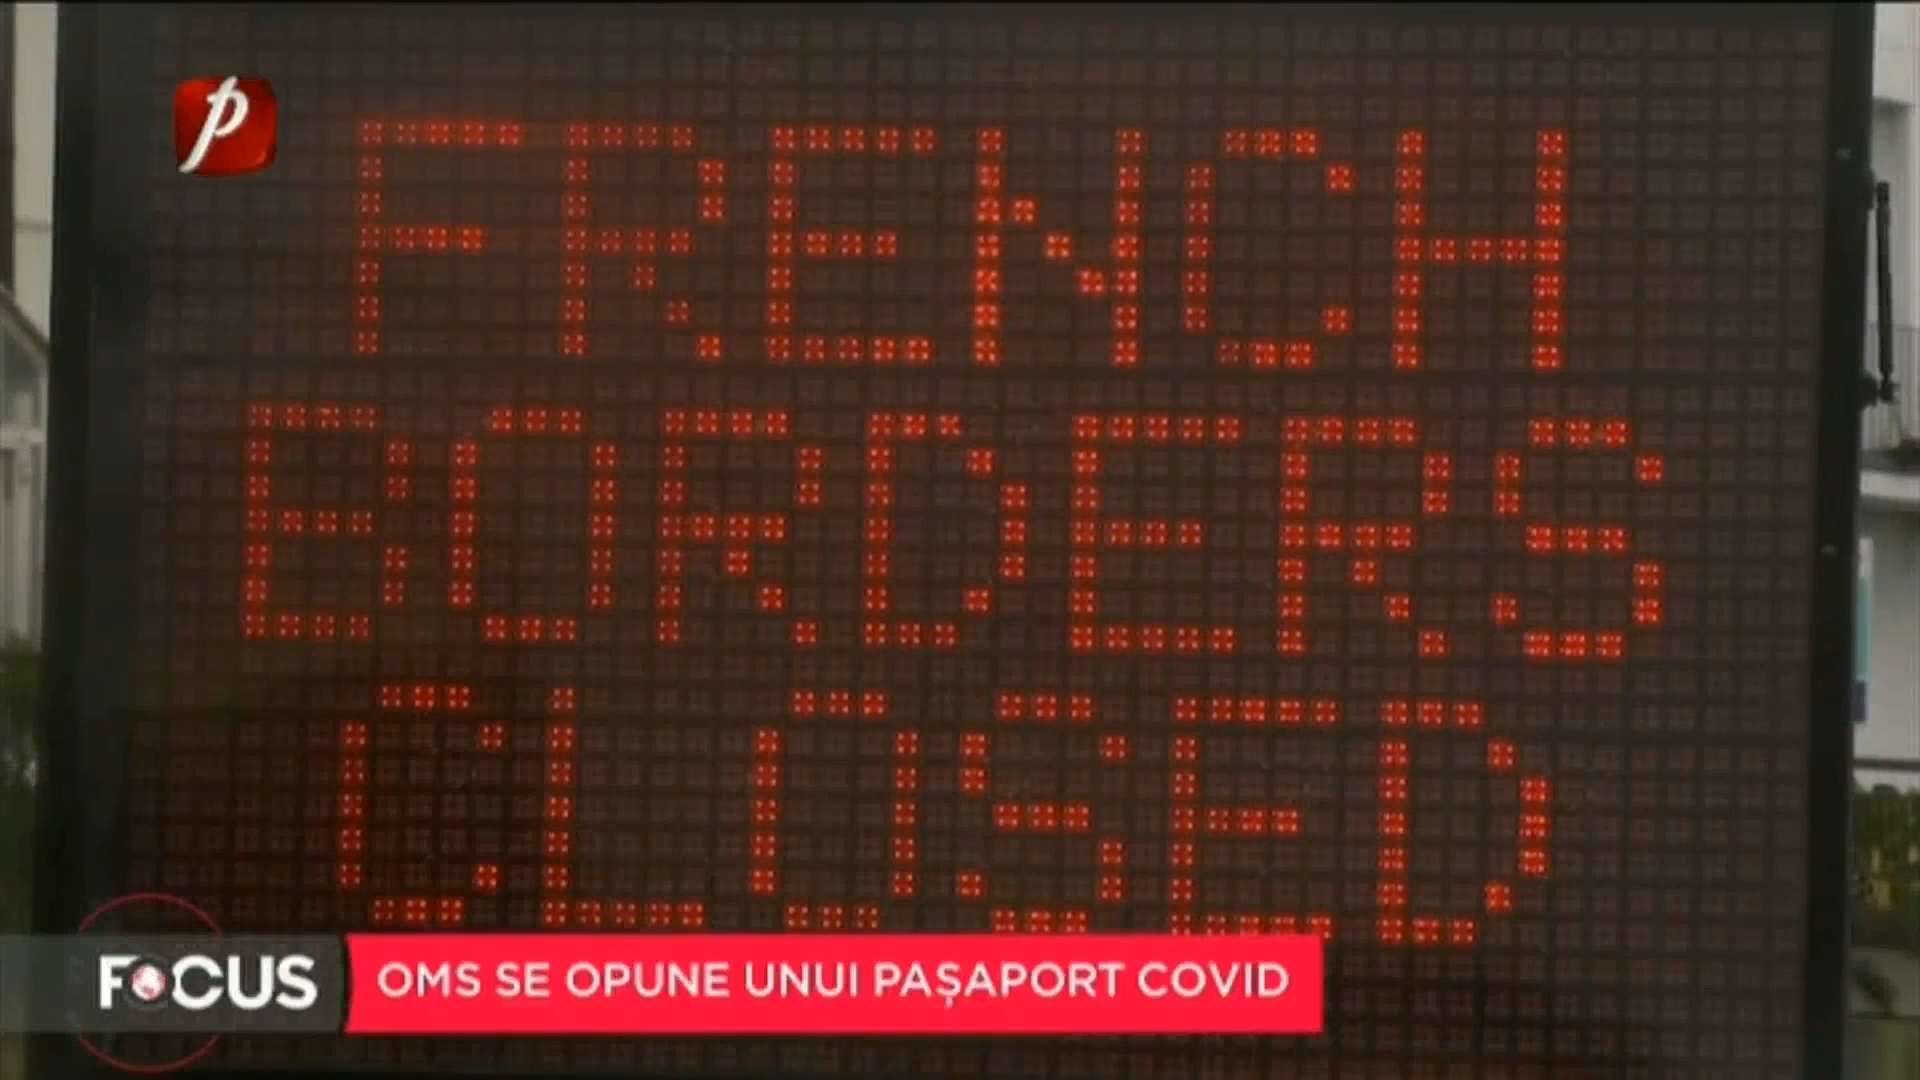 p
FRENCH
BORDERS
CLOSED
FOCUS
OMS SE OPUNE UNUI PAȘAPORT COVID